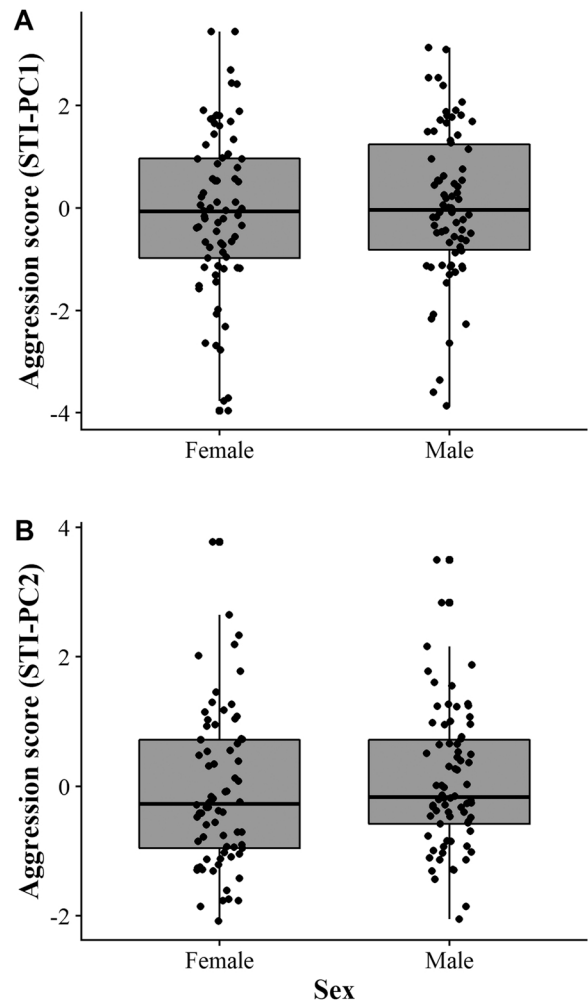 A
Aggression score (STI-PC1)
2
0
-2
-4
Female Male
B
Aggression score (STI-PC2)
4
2
0
-2
Female Male
Sex